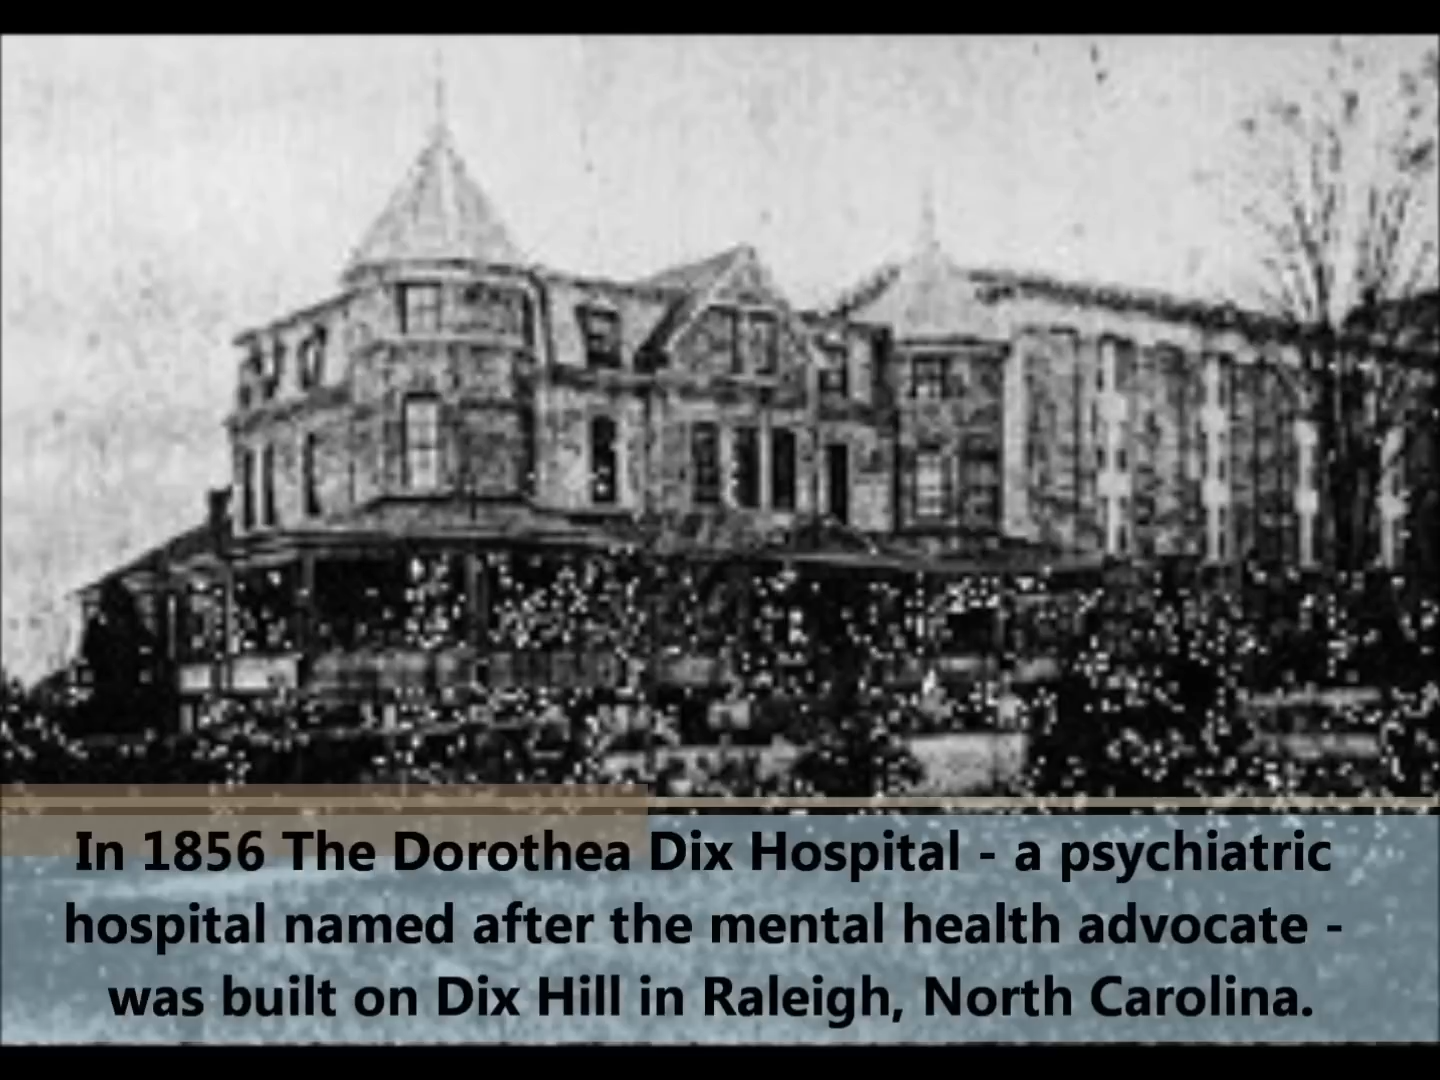 In 1856 The Dorothea Dix Hospital - a psychiatric
hospital named after the mental health advocate -
was built on Dix Hill in Raleigh, North Carolina.